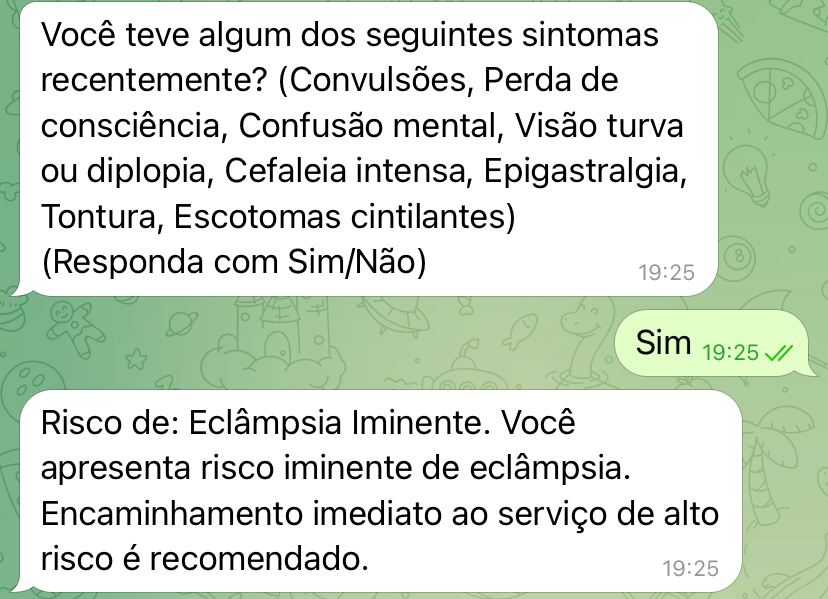 Você teve algum dos seguintes sintomas
recentemente? (Convulsões, Perda de
consciência, Confusão mental, Visão turva
ou diplopia, Cefaleia intensa, Epigastralgia,
Tontura, Escotomas cintilantes)
(Responda com Sim/Não) 19:25
Sim 19:25
Risco de: Eclâmpsia Iminente. Você
apresenta risco iminente de eclâmpsia.
Encaminhamento imediato ao serviço de alto
risco é recomendado. 19:25